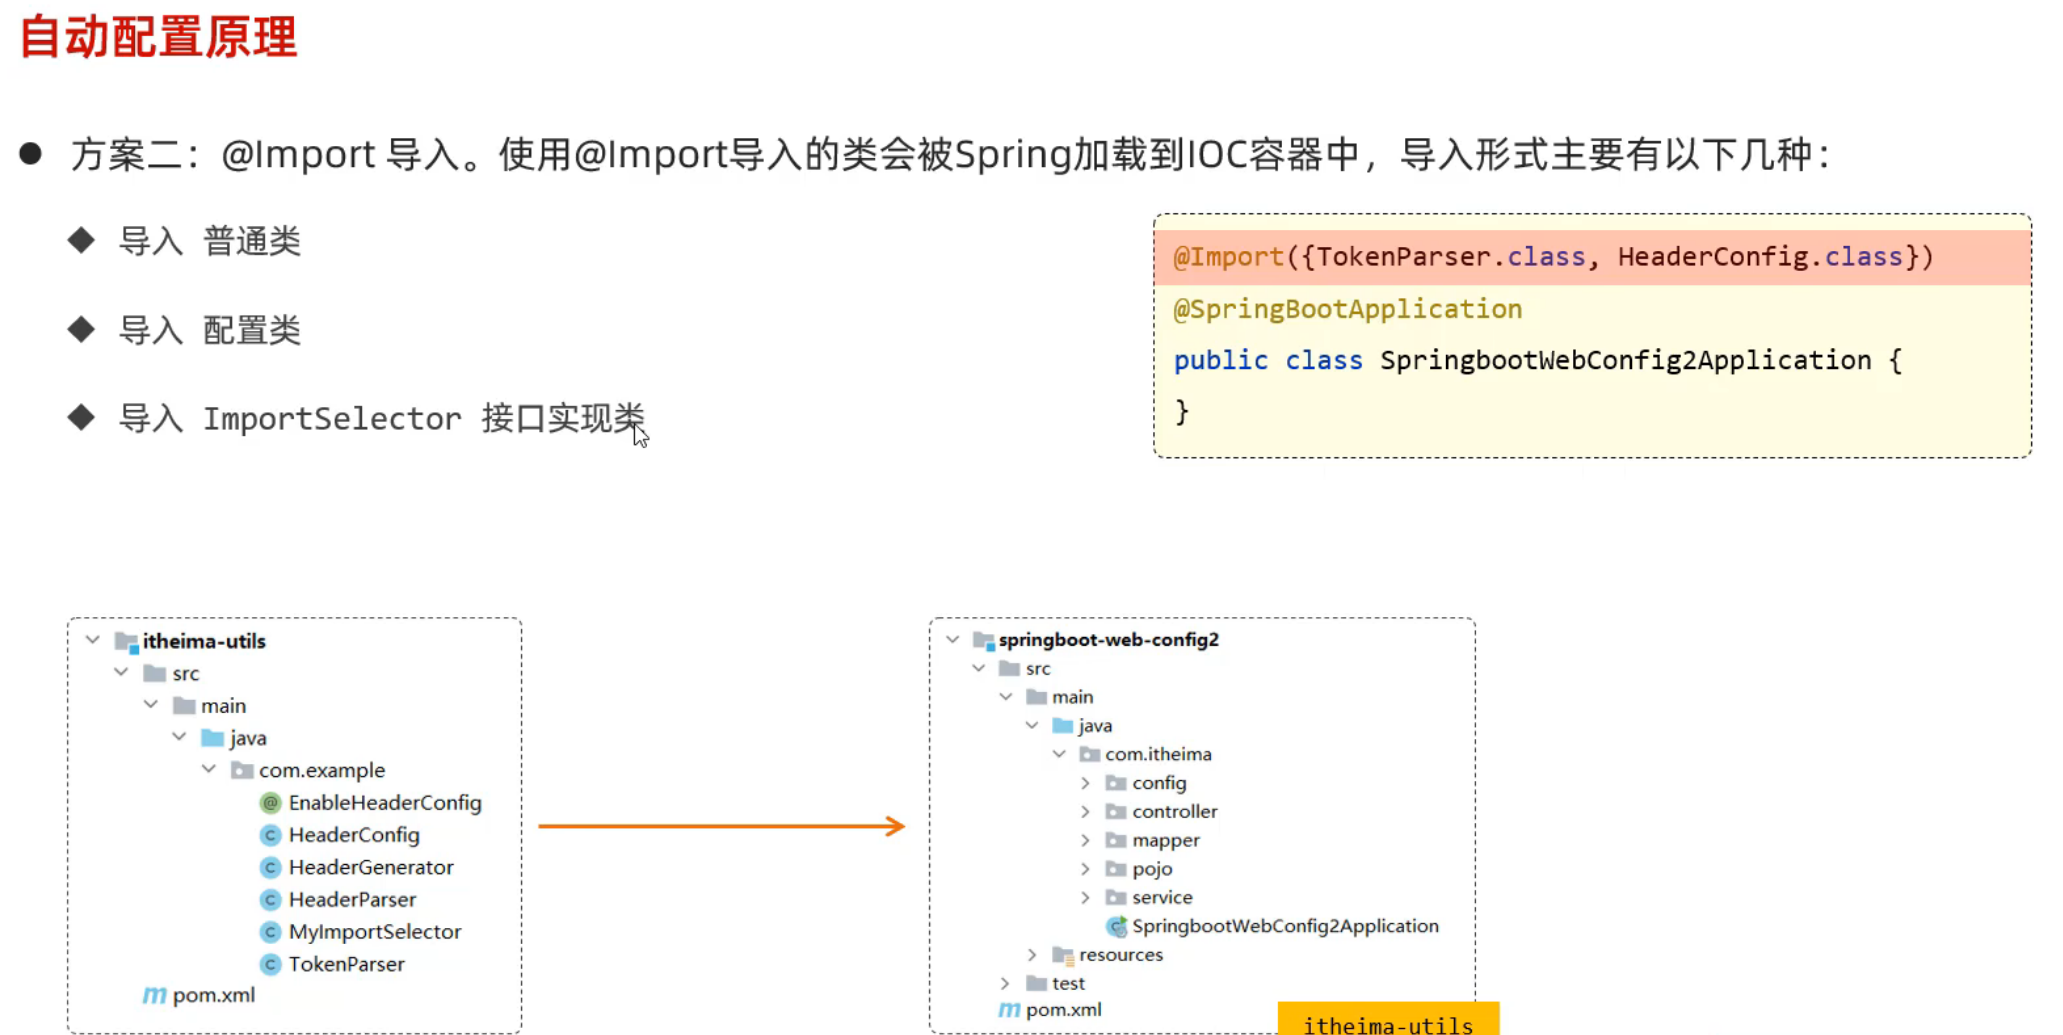 自动配置原理
方案二：@Import 导入。使用@Import导入的类会被Spring加载到IOC容器中，导入形式主要有以下几种：
导入 普通类
导入 配置类
导入 ImportSelector 接口实现类
@Import({TokenParser.class, HeaderConfig.class})
@SpringBootApplication
public class SpringbootWebConfig2Application {
}
itheima-utils
src
main
java
com.example
EnableHeaderConfig
HeaderConfig
HeaderGenerator
HeaderParser
MyImportSelector
TokenParser
pom.xml
springboot-web-config2
src
main
java
com.itheima
config
controller
mapper
pojo
service
SpringbootWebConfig2Application
resources
test
pom.xml
itheima-utils